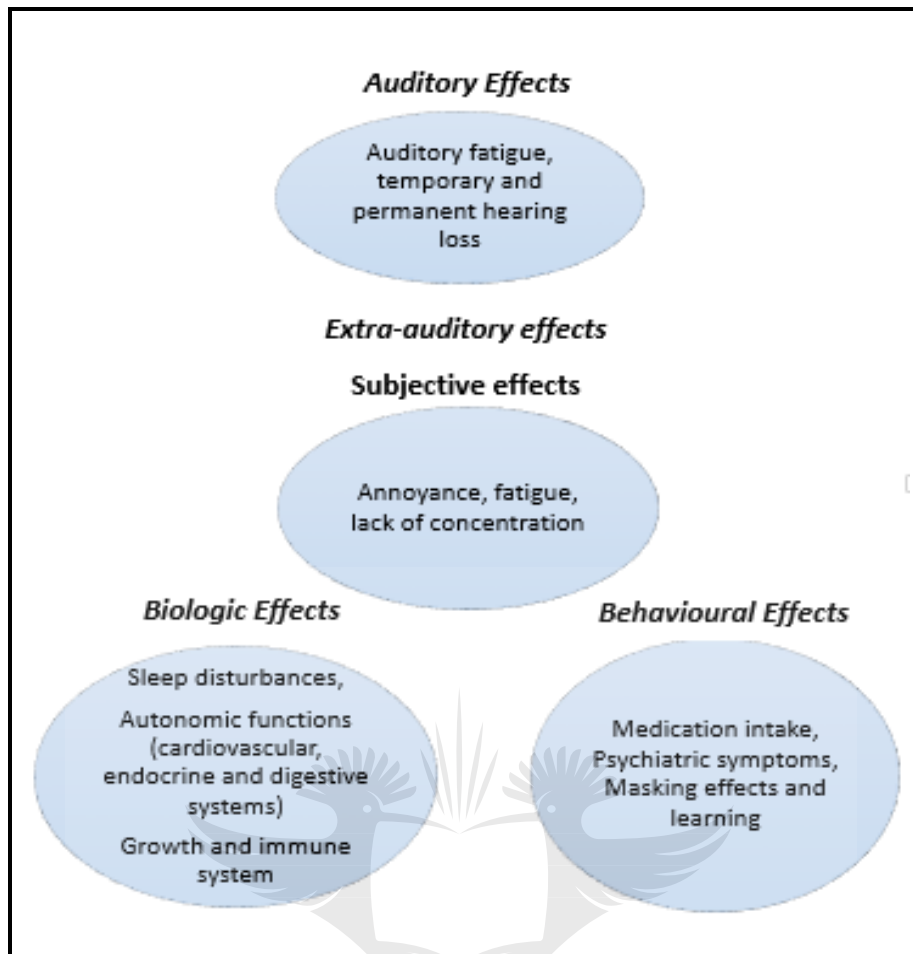 Auditory Effects
Auditory fatigue,
temporary and
permanent hearing
loss
Extra-auditory effects
Subjective effects
Annoyance, fatigue,
lack of concentration
Biologic Effects
Sleep disturbances,
Autonomic functions
(cardiovascular,
endocrine and digestive
systems)
Growth and immune
system
Behavioural Effects
Medication intake,
Psychiatric symptoms,
Masking effects and
learning